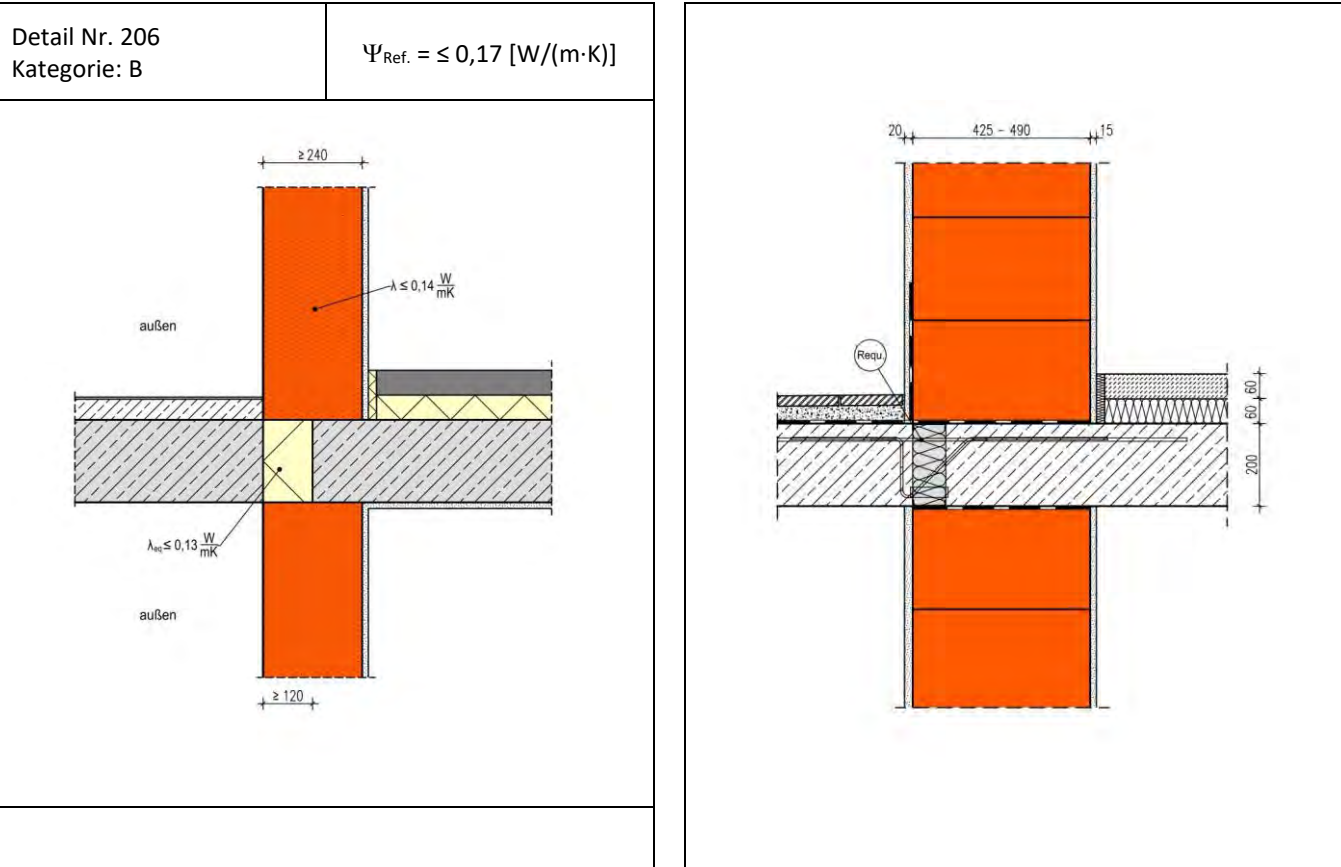 Detail Nr. 206
Kategorie: B
ΨRef. = ≤ 0,17 [W/(m·K)]
≥ 240
λ ≤ 0,14 W/mK
außen
λeq ≤ 0,13 W/mK
außen
≥ 120
20
425 - 490
15
Requ.
60
60
200